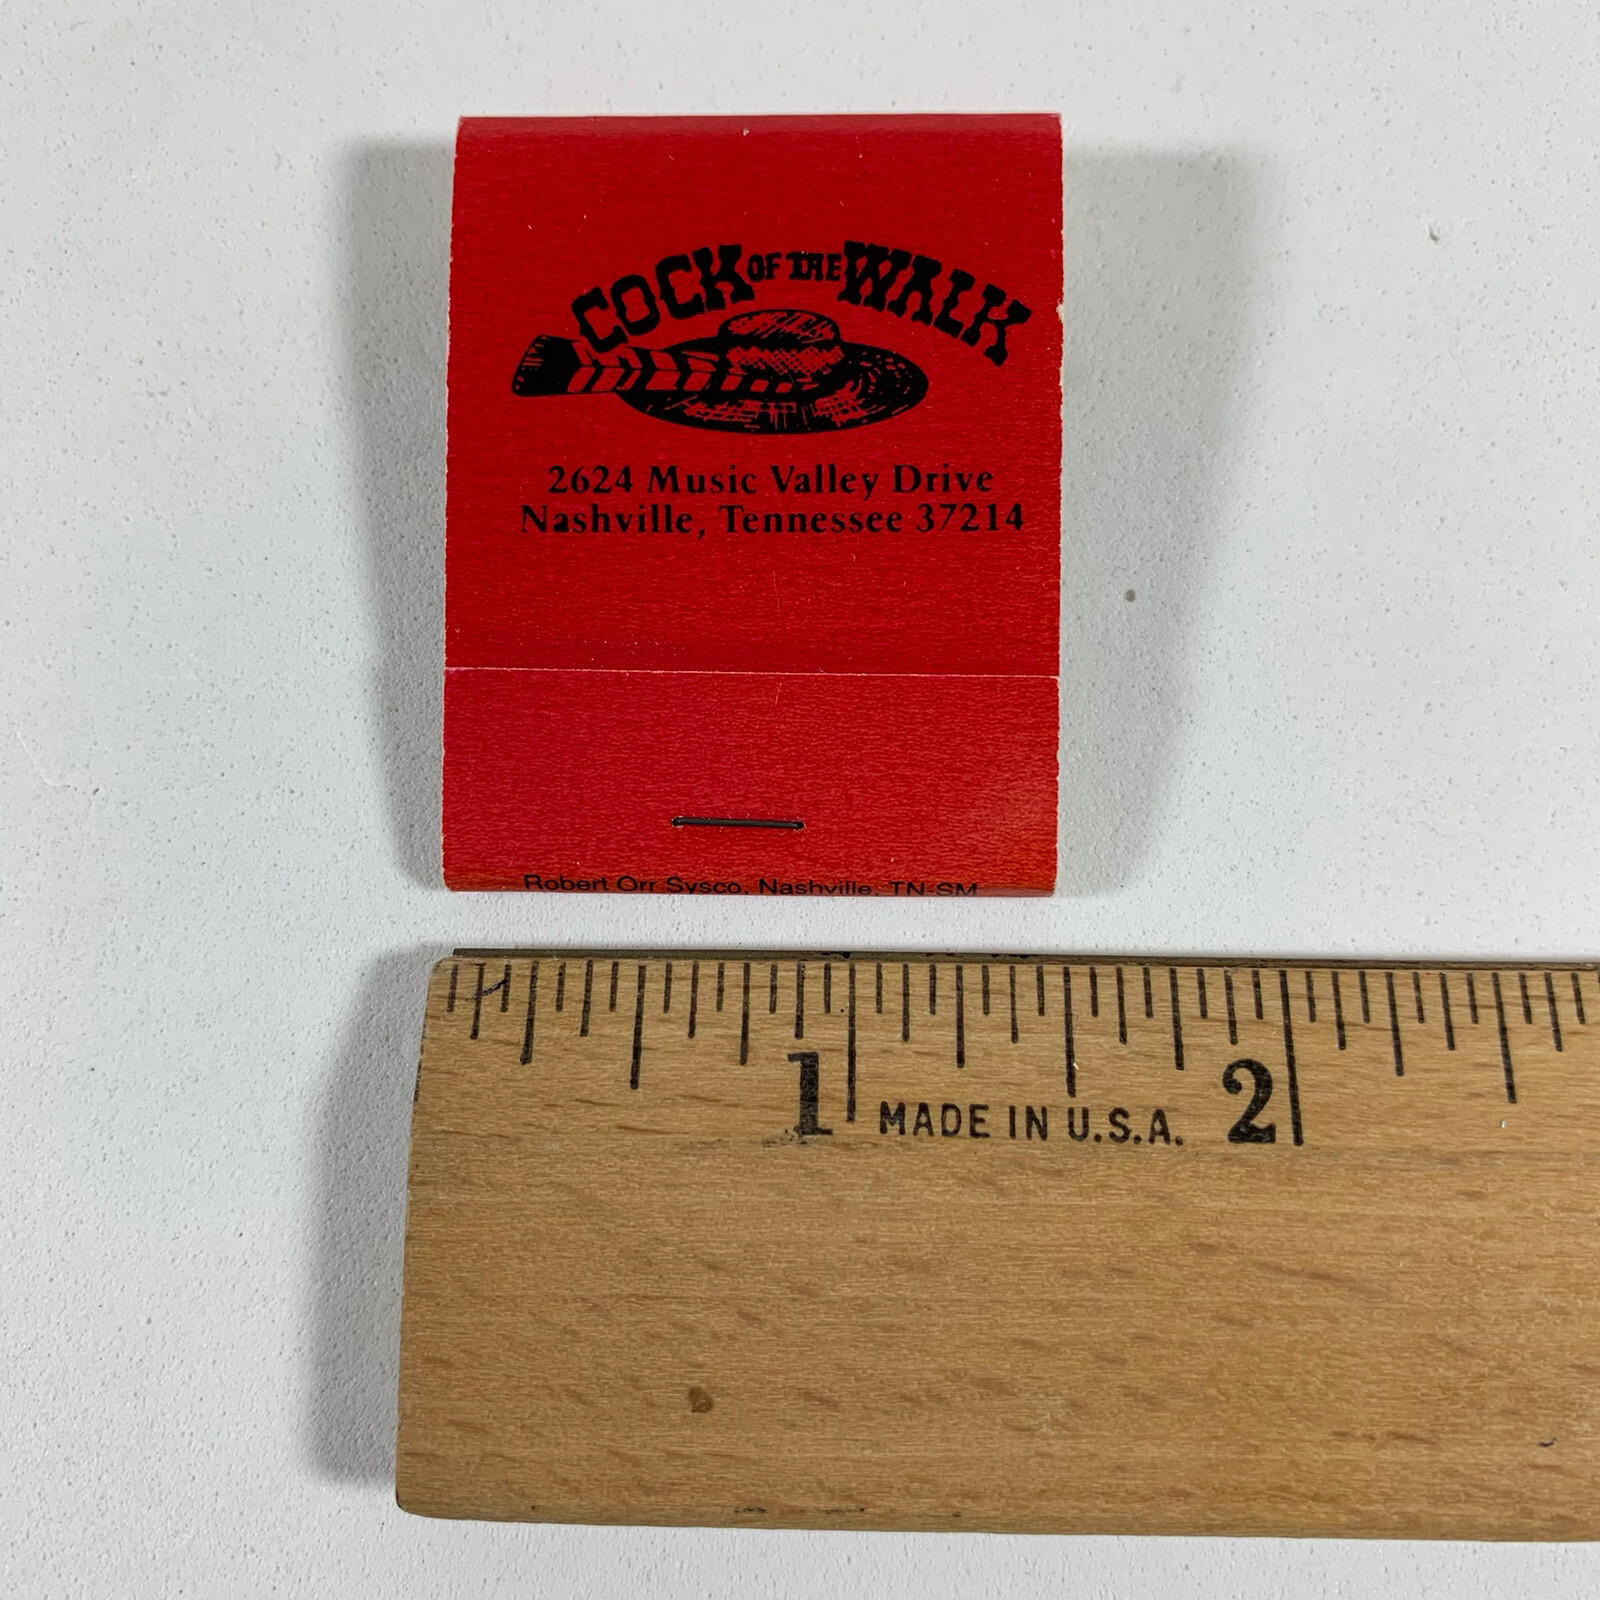 COCK OF THE WALK
2624 Music Valley Drive
Nashville, Tennessee 37214
Robert Orr Sysco, Nashville, TN-SM
1 MADE IN U.S.A. 2